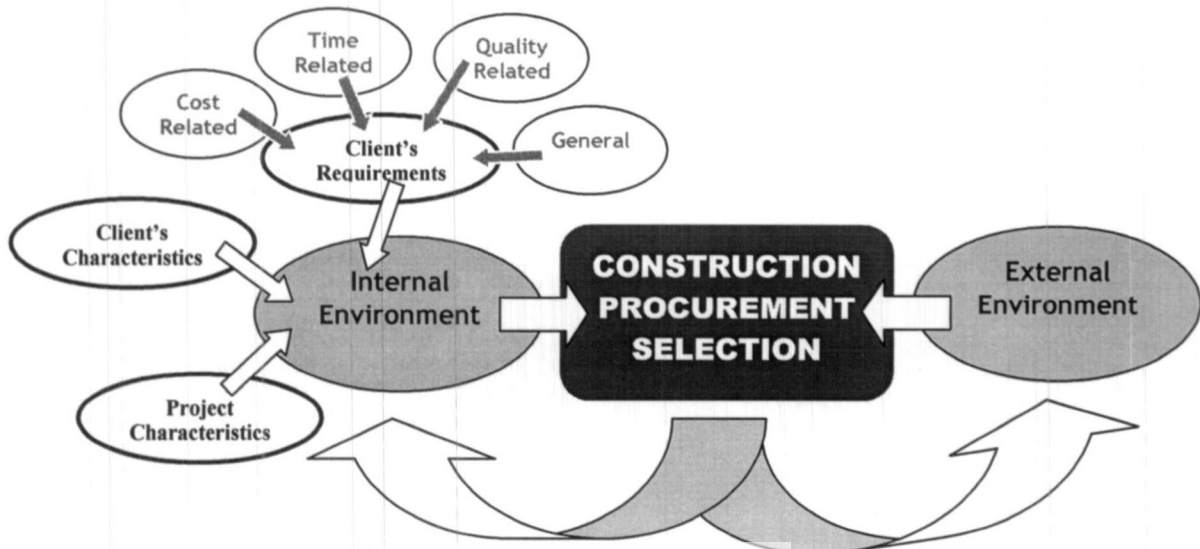 Time
Related
Quality
Related
Cost
Related
Client's
Requirements
General
Client's
Characteristics
Internal
Environment
CONSTRUCTION
PROCUREMENT
SELECTION
External
Environment
Project
Characteristics